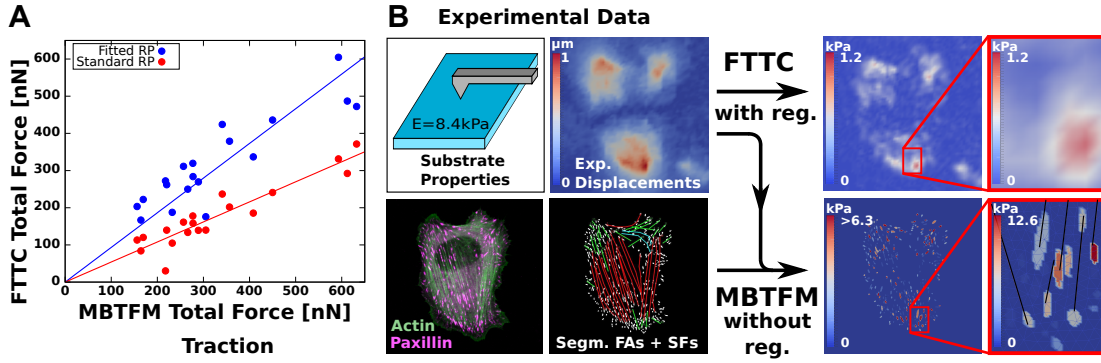 A
FTTC Total Force [nN]
600
500
400
300
200
100
0
Fitted RP
Standard RP
0
100
200
300
400
500
600
MBTFM Total Force [nN]
Traction
B
Experimental Data
E=8.4kPa
Substrate
Properties
µm
1
0
Exp.
Displacements
Actin
Paxillin
Segm. FAs + SFs
FTTC
with reg.
MBTFM
without
reg.
kPa
1.2
0
kPa
1.2
0
kPa
>6.3
0
kPa
12.6
0